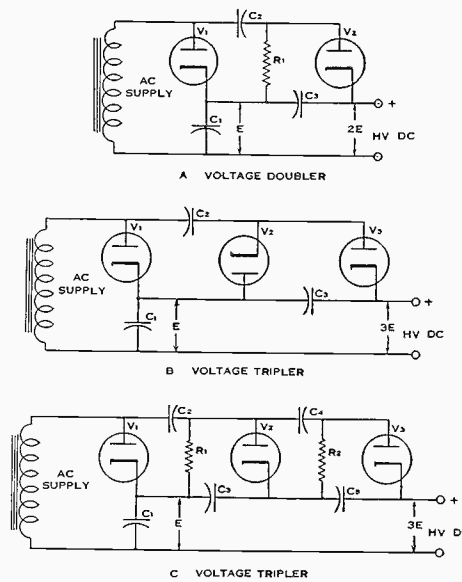 V1
C2
V2
R1
AC
SUPPLY
C3
+
C1
E
2E
HV DC
A VOLTAGE DOUBLER
V1
C2
V2
V3
AC
SUPPLY
C3
+
C1
E
3E
HV DC
B VOLTAGE TRIPLER
V1
C2
C4
V3
R1
V2
R2
AC
SUPPLY
C3
C5
+
C1
E
3E
HV D
C VOLTAGE TRIPLER